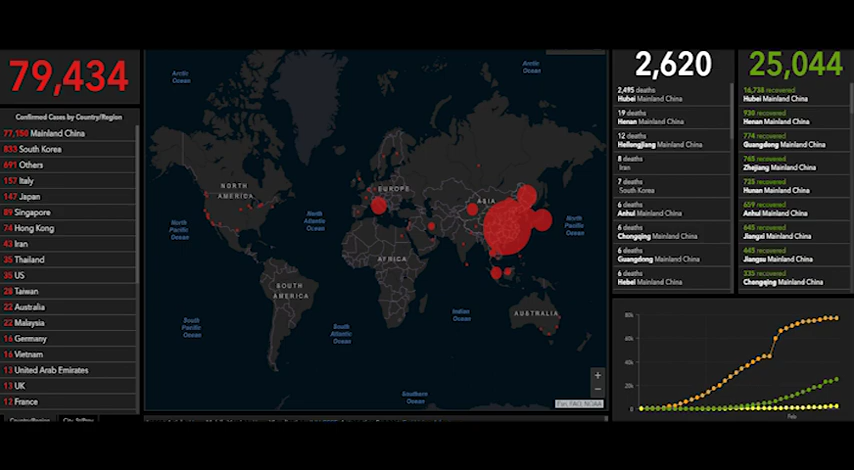 79,434
Confirmed Cases by Country/Region
77,150 Mainland China
833 South Korea
691 Others
157 Italy
147 Japan
89 Singapore
74 Hong Kong
43 Iran
35 Thailand
35 US
28 Taiwan
22 Australia
22 Malaysia
16 Germany
16 Vietnam
13 United Arab Emirates
13 UK
12 France
Arctic
Ocean
Arctic
Ocean
NORTH
AMERICA
EUROPE
ASIA
North
Pacific
Ocean
North
Atlantic
Ocean
North
Pacific
Ocean
AFRICA
SOUTH
AMERICA
Indian
Ocean
AUSTRALIA
South
Pacific
Ocean
South
Atlantic
Ocean
Southern
Ocean
+
−
Esri, FAO, NOAA
2,620
2,495 deaths
Hubei Mainland China
19 deaths
Henan Mainland China
12 deaths
Heilongjiang Mainland China
8 deaths
Iran
7 deaths
South Korea
6 deaths
Anhui Mainland China
6 deaths
Chongqing Mainland China
6 deaths
Guangdong Mainland China
6 deaths
Hebei Mainland China
25,044
16,738 recovered
Hubei Mainland China
930 recovered
Henan Mainland China
774 recovered
Guangdong Mainland China
765 recovered
Zhejiang Mainland China
735 recovered
Hunan Mainland China
659 recovered
Anhui Mainland China
645 recovered
Jiangxi Mainland China
445 recovered
Jiangsu Mainland China
335 recovered
Chongqing Mainland China
80k
60k
40k
20k
0
Feb